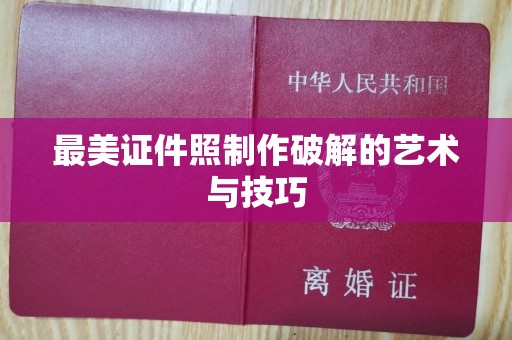 中华人民共和国
最美证件照制作破解的艺术
与技巧
离婚证